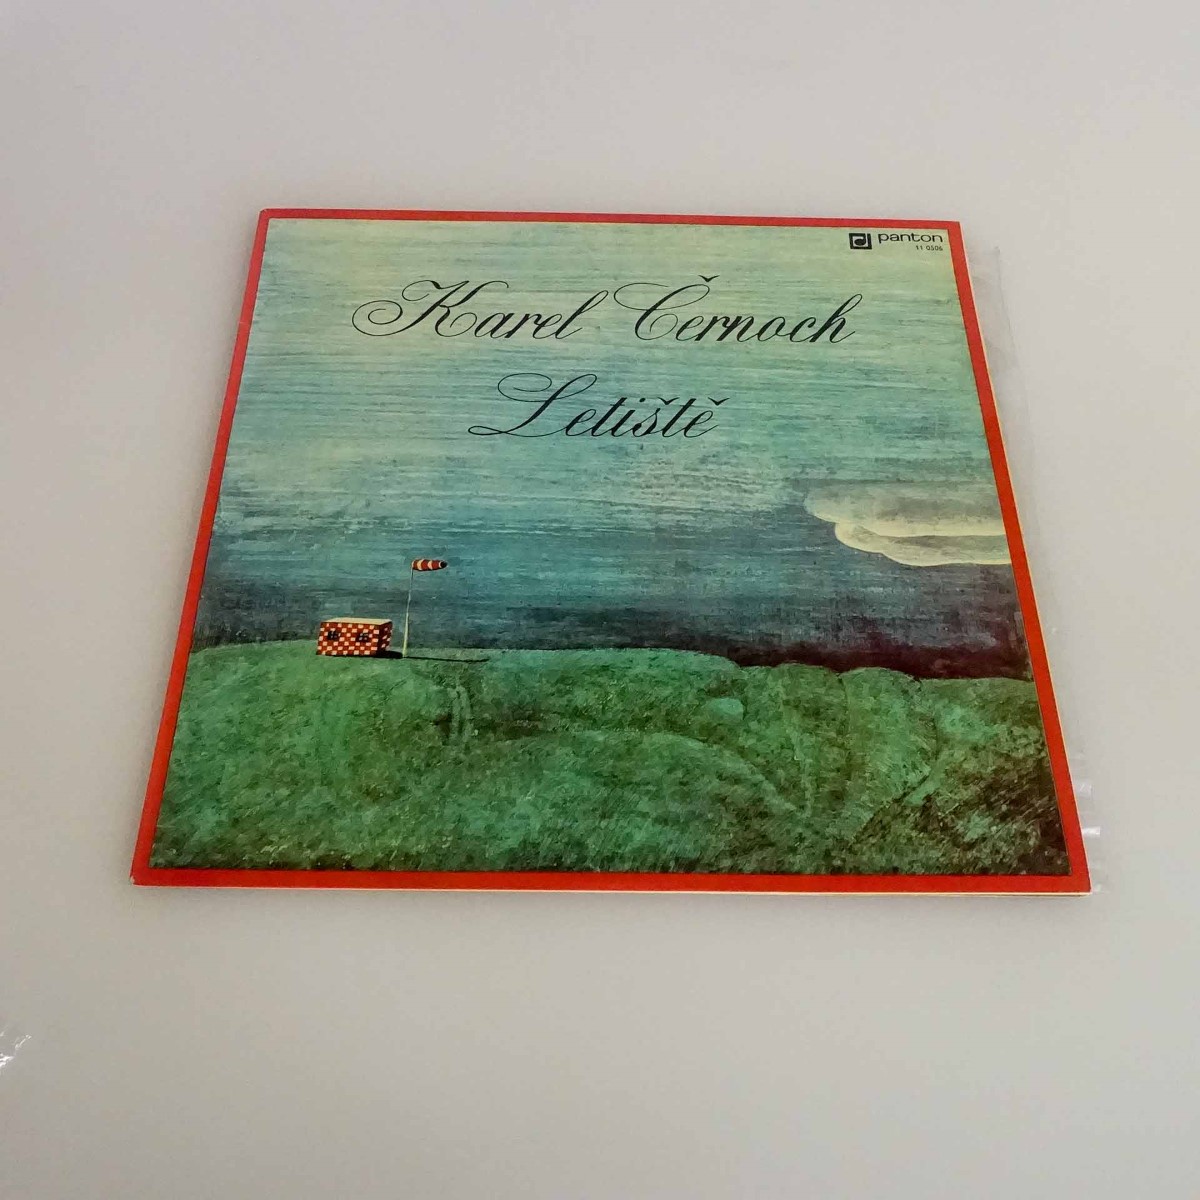 panton
11 0506
Karel Černoch
Letiště